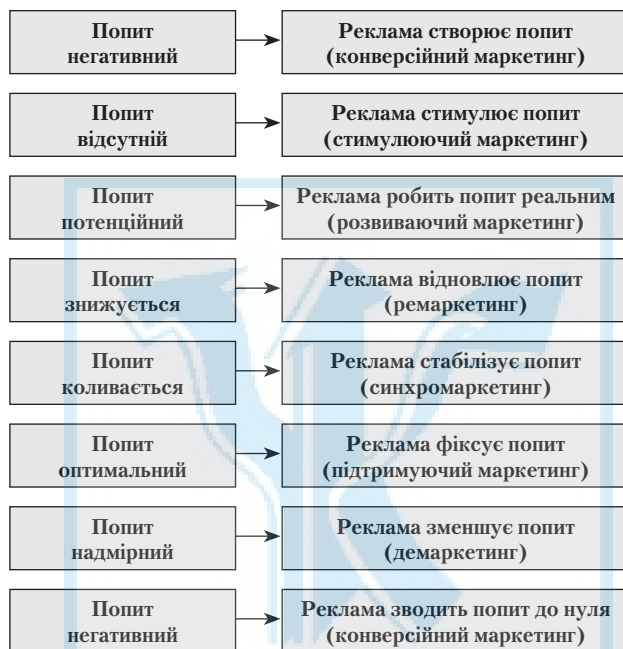 Попит
негативний
Реклама створює попит
(конверсійний маркетинг)
Попит
відсутній
Реклама стимулює попит
(стимулюючий маркетинг)
Попит
потенційний
Реклама робить попит реальним
(розвиваючий маркетинг)
Попит
знижується
Реклама відновлює попит
(ремаркетинг)
Попит
коливається
Реклама стабілізує попит
(синхромаркетинг)
Попит
оптимальний
Реклама фіксує попит
(підтримуючий маркетинг)
Попит
надмірний
Реклама зменшує попит
(демаркетинг)
Попит
негативний
Реклама зводить попит до нуля
(конверсійний маркетинг)